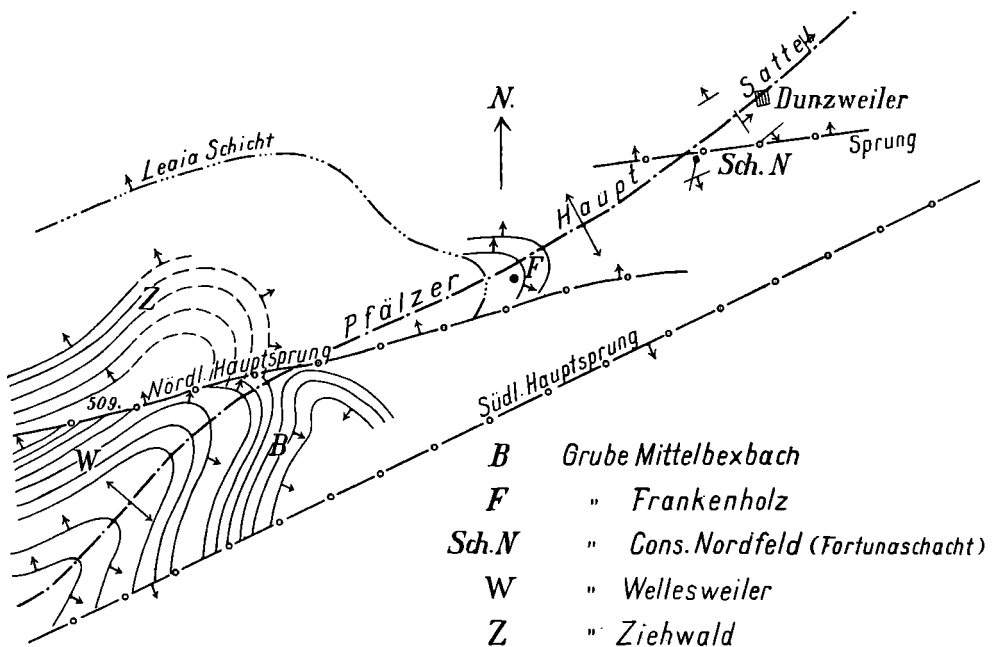 Leaia Schicht
N.
Pfälzer Haupt Sattel
Dunzweiler
Sprung
Sch. N
F
Z
Nördl. Hauptsprung
509.
Südl. Hauptsprung
W
B
B Grube Mittelbexbach
F " Frankenholz
Sch. N " Cons. Nordfeld (Fortunaschacht)
W " Wellesweiler
Z " Ziehwald